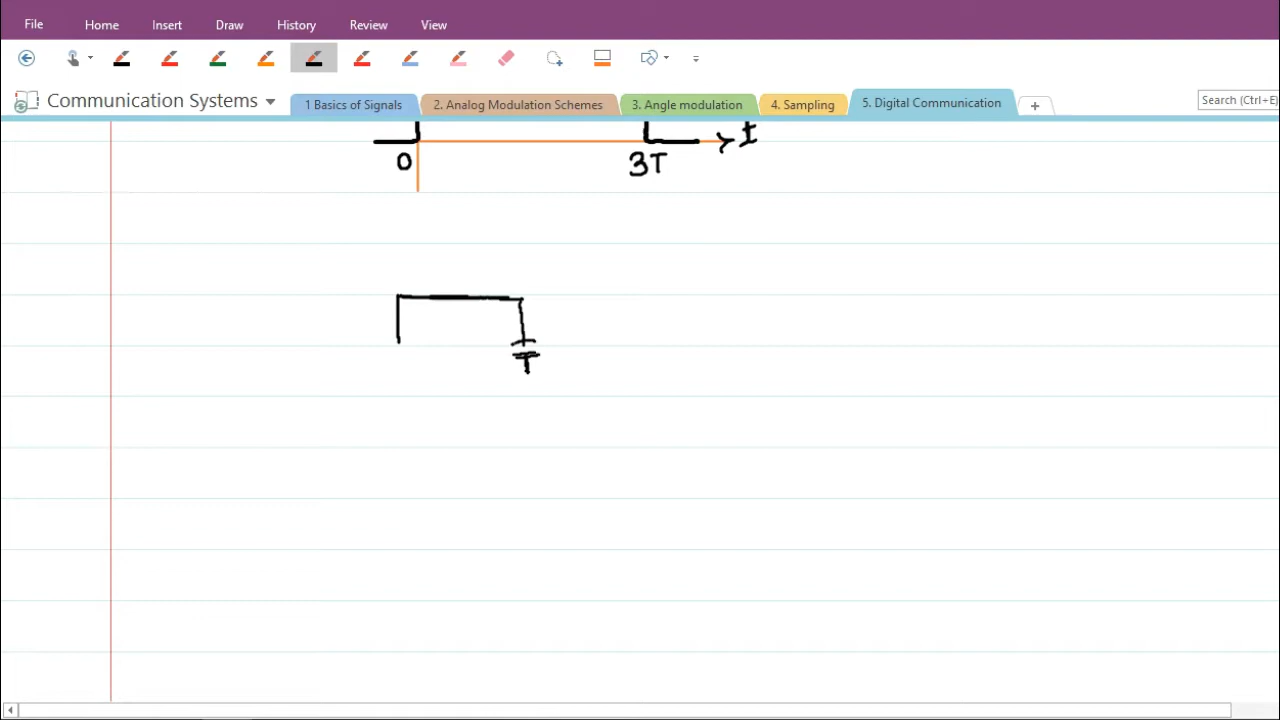 File Home Insert Draw History Review View
Communication Systems 1 Basics of Signals 2. Analog Modulation Schemes 3. Angle modulation 4. Sampling 5. Digital Communication + Search (Ctrl+E)
t
0 3T
T